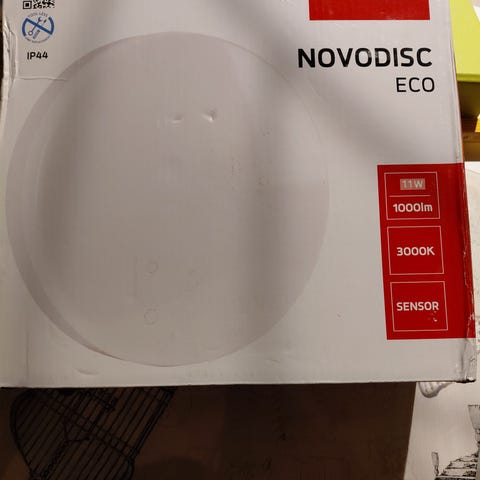 IP44
NOVODISC
ECO
11W
1000lm
3000K
SENSOR